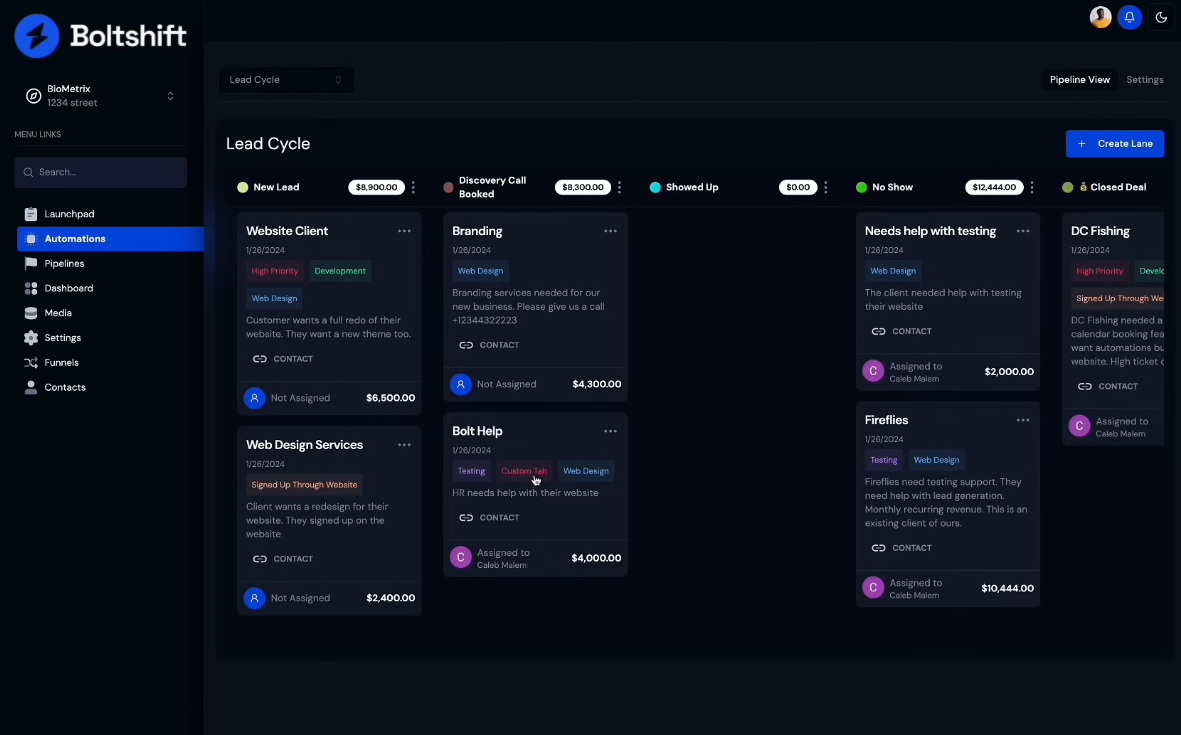 Boltshift
BioMetrix
1234 street
MENU LINKS
Search...
Launchpad
Automations
Pipelines
Dashboard
Media
Settings
Funnels
Contacts
Lead Cycle
Pipeline View
Settings
Lead Cycle
+ Create Lane
New Lead
$8,900.00
Website Client
1/26/2024
High Priority
Development
Web Design
Customer wants a full redo of their
website. They want a new theme too.
CONTACT
Not Assigned
$6,500.00
Web Design Services
1/26/2024
Signed Up Through Website
Client wants a redesign for their
website. They signed up on the
website
CONTACT
Not Assigned
$2,400.00
Discovery Call
Booked
$8,300.00
Branding
1/26/2024
Web Design
Branding services needed for our
new business. Please give us a call
+12344322223
CONTACT
Not Assigned
$4,300.00
Bolt Help
1/26/2024
Testing
Custom Tab
Web Design
HR needs help with their website
CONTACT
C
Assigned to
Caleb Malem
$4,000.00
Showed Up
$0.00
No Show
$12,444.00
Needs help with testing
1/26/2024
Web Design
The client needed help with testing
their website
CONTACT
C
Assigned to
Caleb Malem
$2,000.00
Fireflies
1/26/2024
Testing
Web Design
Fireflies need testing support. They
need help with lead generation.
Monthly recurring revenue. This is an
existing client of ours.
CONTACT
C
Assigned to
Caleb Malem
$10,444.00
💰 Closed Deal
DC Fishing
1/26/2024
High Priority
Develo
Signed Up Through We
DC Fishing needed a
calendar booking fea
want automations bu
website. High ticket c
CONTACT
C
Assigned to
Caleb Malem